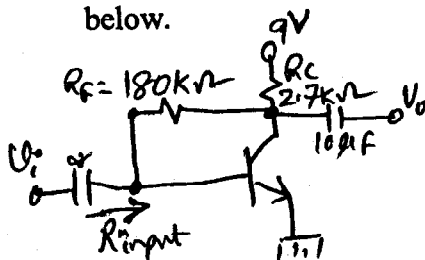 below.
9V
RC
RF = 180KΩ
2.7KΩ
Vo
10µF
Vi
∞
Rinput